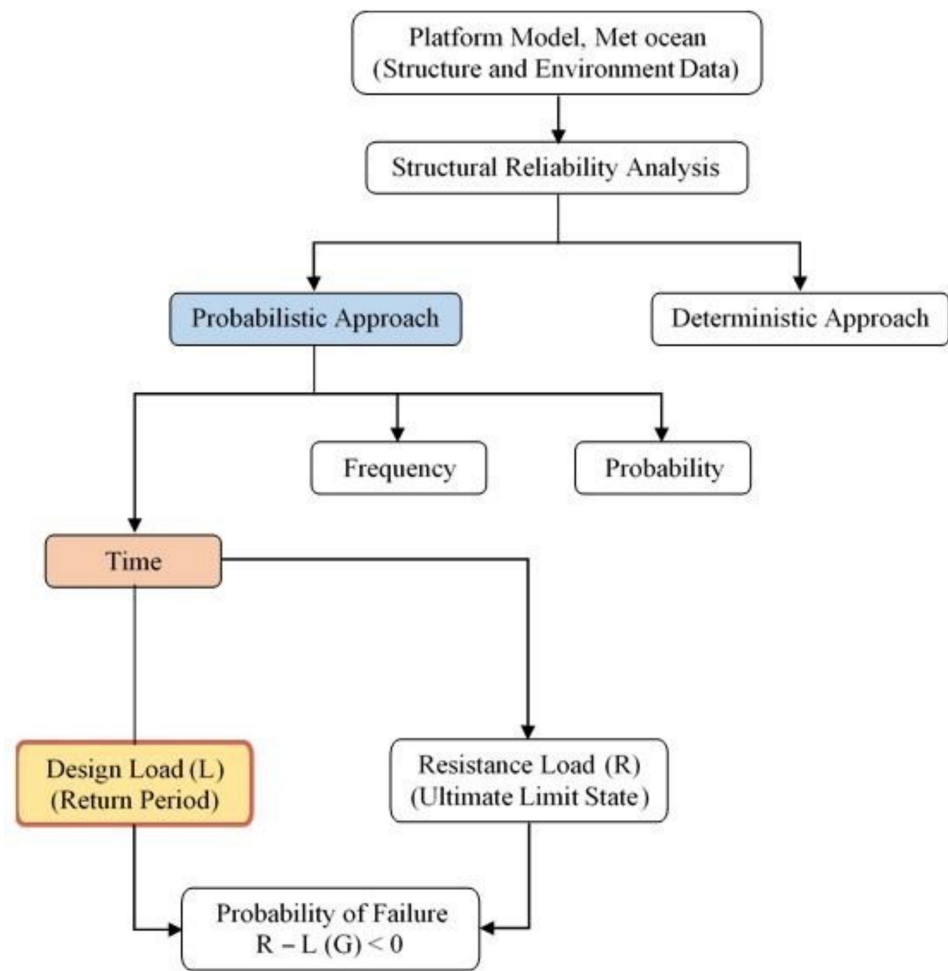 Platform Model, Met ocean
(Structure and Environment Data)
Structural Reliability Analysis
Probabilistic Approach
Deterministic Approach
Frequency
Probability
Time
Design Load (L)
(Return Period)
Resistance Load (R)
(Ultimate Limit State)
Probability of Failure
R – L (G) < 0